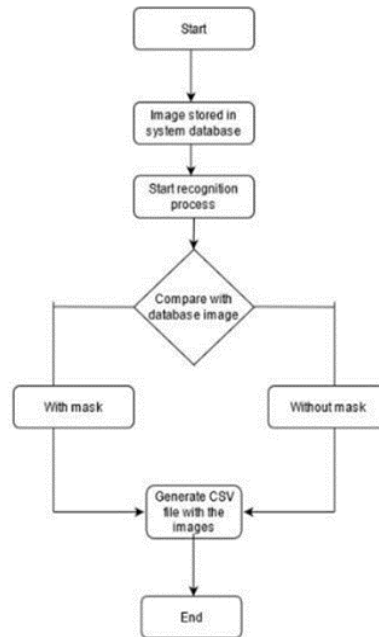 Start
Image stored in
system database
Start recognition
process
Compare with
database image
With mask
Without mask
Generate CSV
file with the
images
End